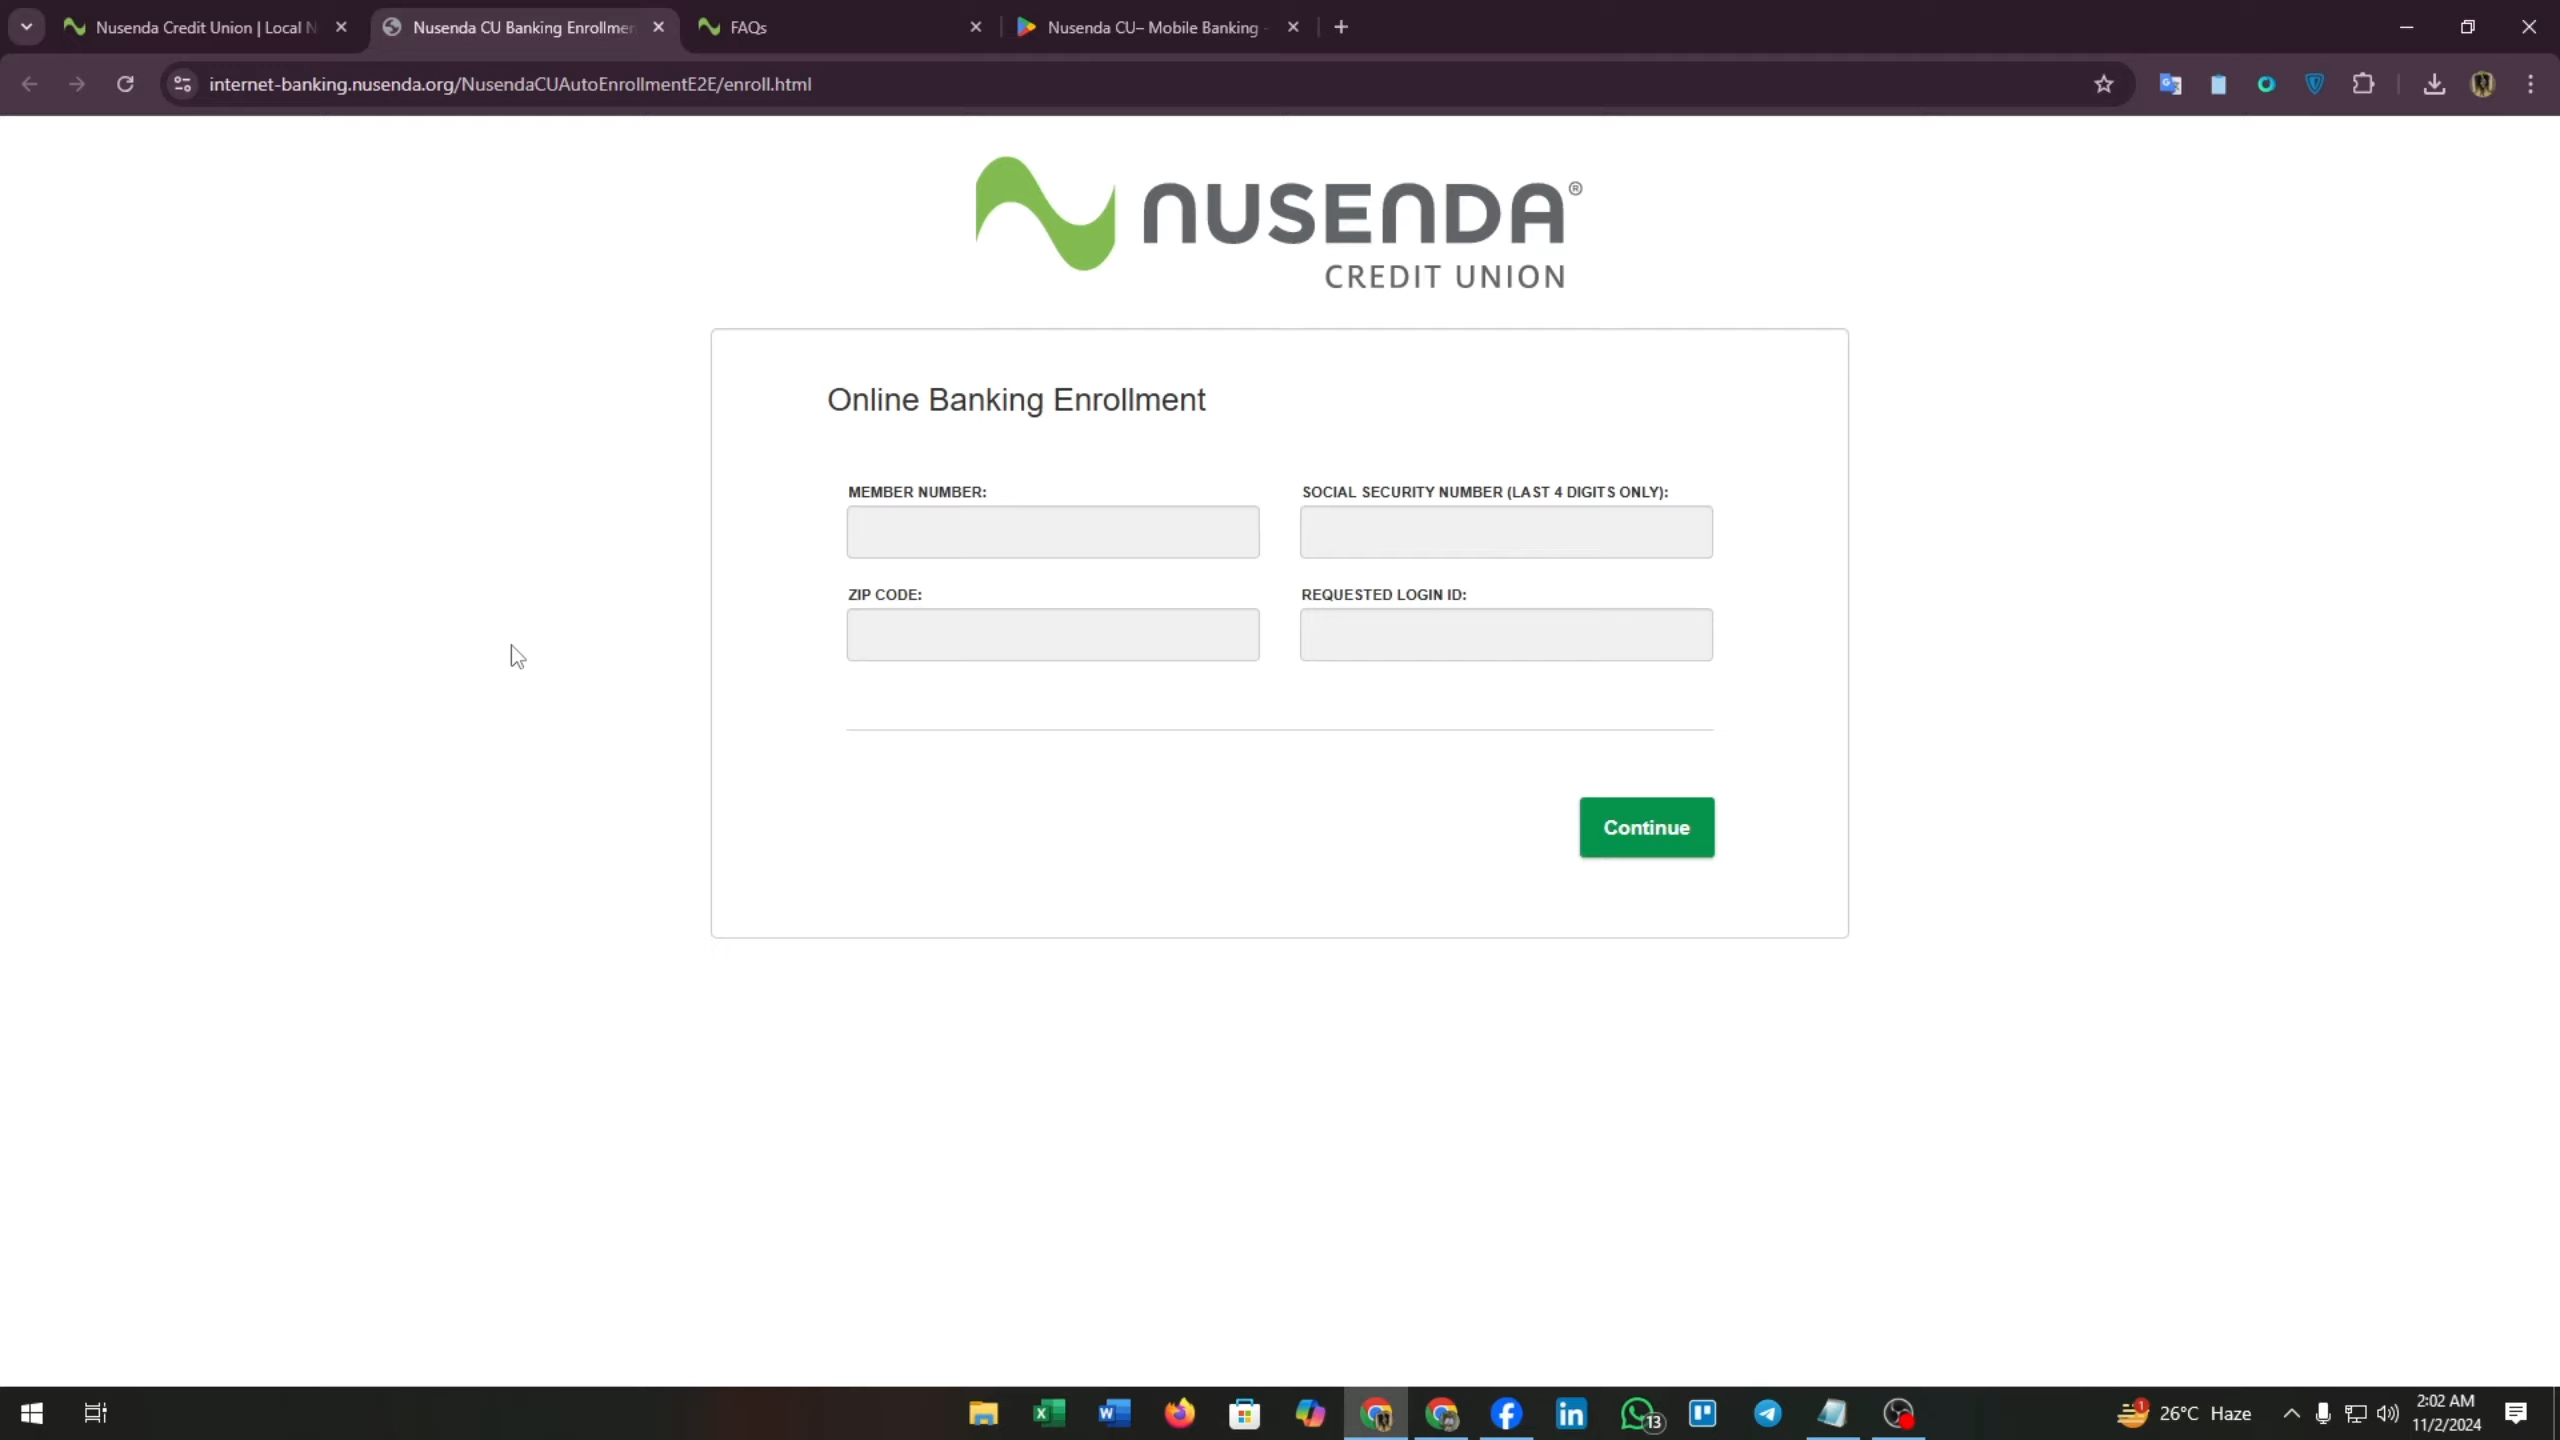 Nusenda Credit Union | Local N
Nusenda CU Banking Enrollmen
FAQs
Nusenda CU– Mobile Banking -
internet-banking.nusenda.org/NusendaCUAutoEnrollmentE2E/enroll.html
NUSENDA®
CREDIT UNION
Online Banking Enrollment
MEMBER NUMBER:
SOCIAL SECURITY NUMBER (LAST 4 DIGITS ONLY):
ZIP CODE:
REQUESTED LOGIN ID:
Continue
13
1
26°C Haze
2:02 AM
11/2/2024